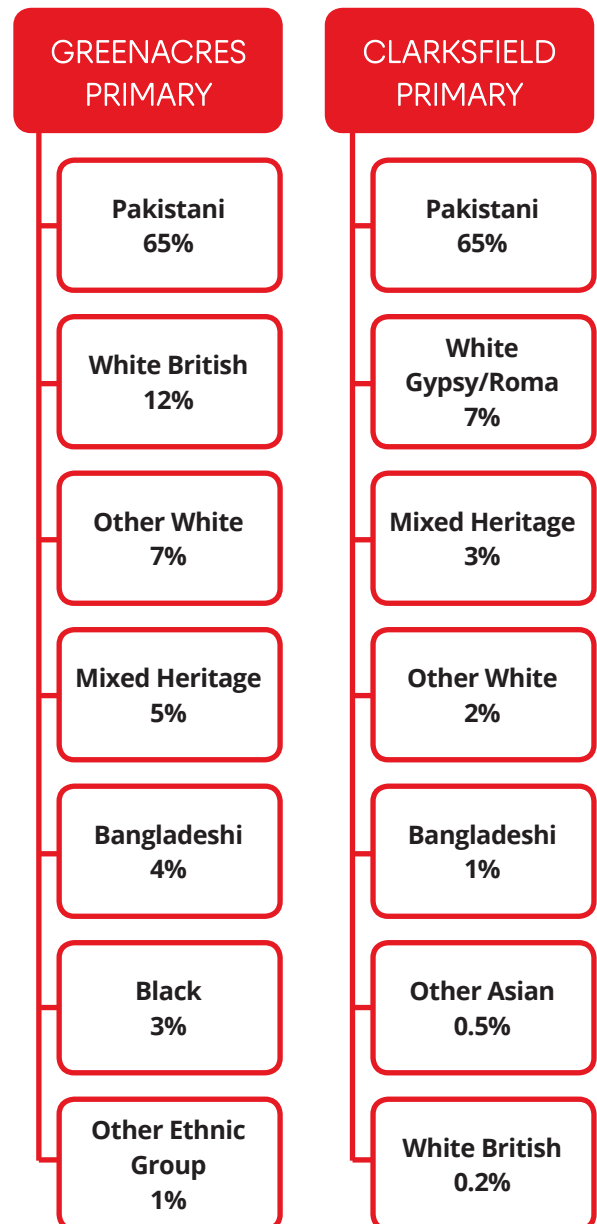 GREENACRES
PRIMARY
Pakistani
65%
White British
12%
Other White
7%
Mixed Heritage
5%
Bangladeshi
4%
Black
3%
Other Ethnic
Group
1%
CLARKSFIELD
PRIMARY
Pakistani
65%
White
Gypsy/Roma
7%
Mixed Heritage
3%
Other White
2%
Bangladeshi
1%
Other Asian
0.5%
White British
0.2%